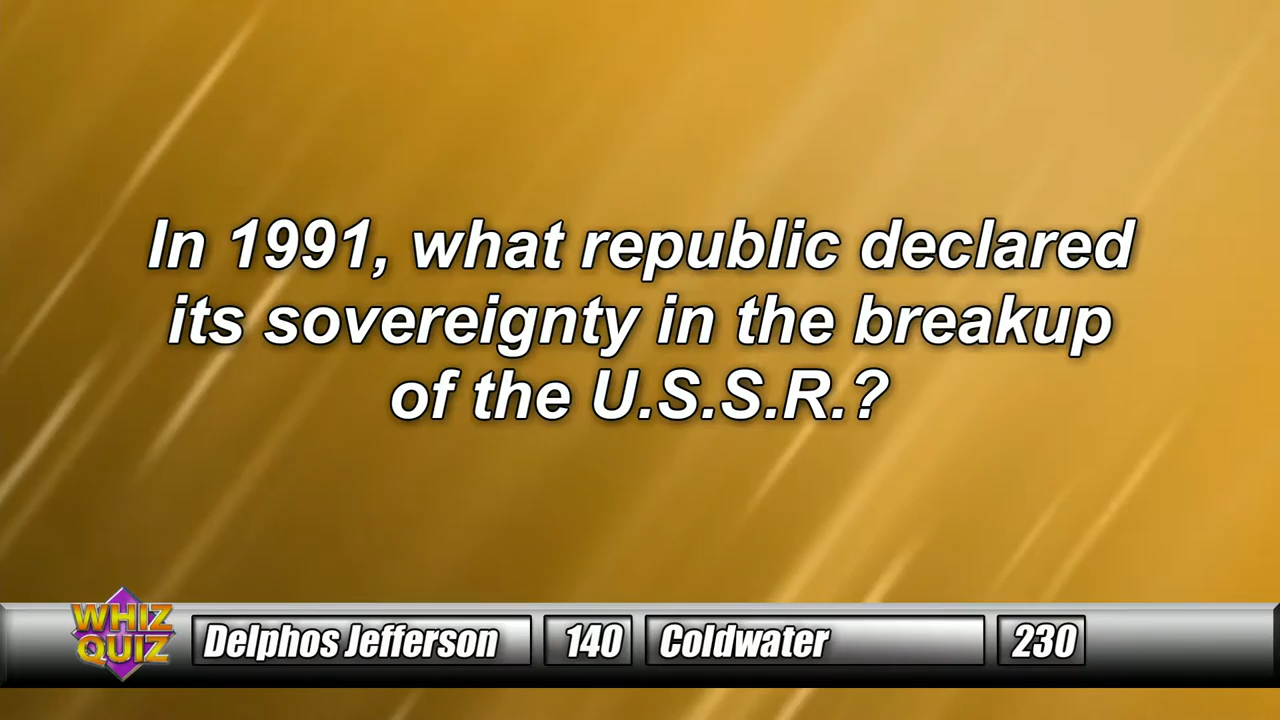 In 1991, what republic declared
its sovereignty in the breakup
of the U.S.S.R.?
WHIZ
QUIZ
Delphos Jefferson 140 Coldwater 230